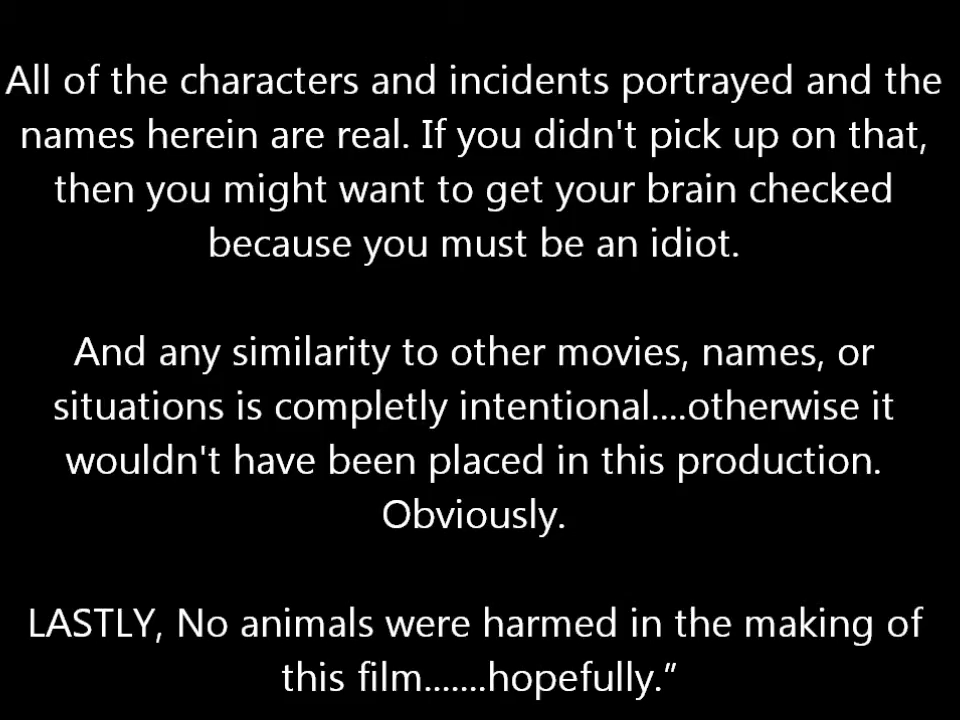 All of the characters and incidents portrayed and the
names herein are real. If you didn't pick up on that,
then you might want to get your brain checked
because you must be an idiot.
And any similarity to other movies, names, or
situations is completly intentional....otherwise it
wouldn't have been placed in this production.
Obviously.
LASTLY, No animals were harmed in the making of
this film.......hopefully.”